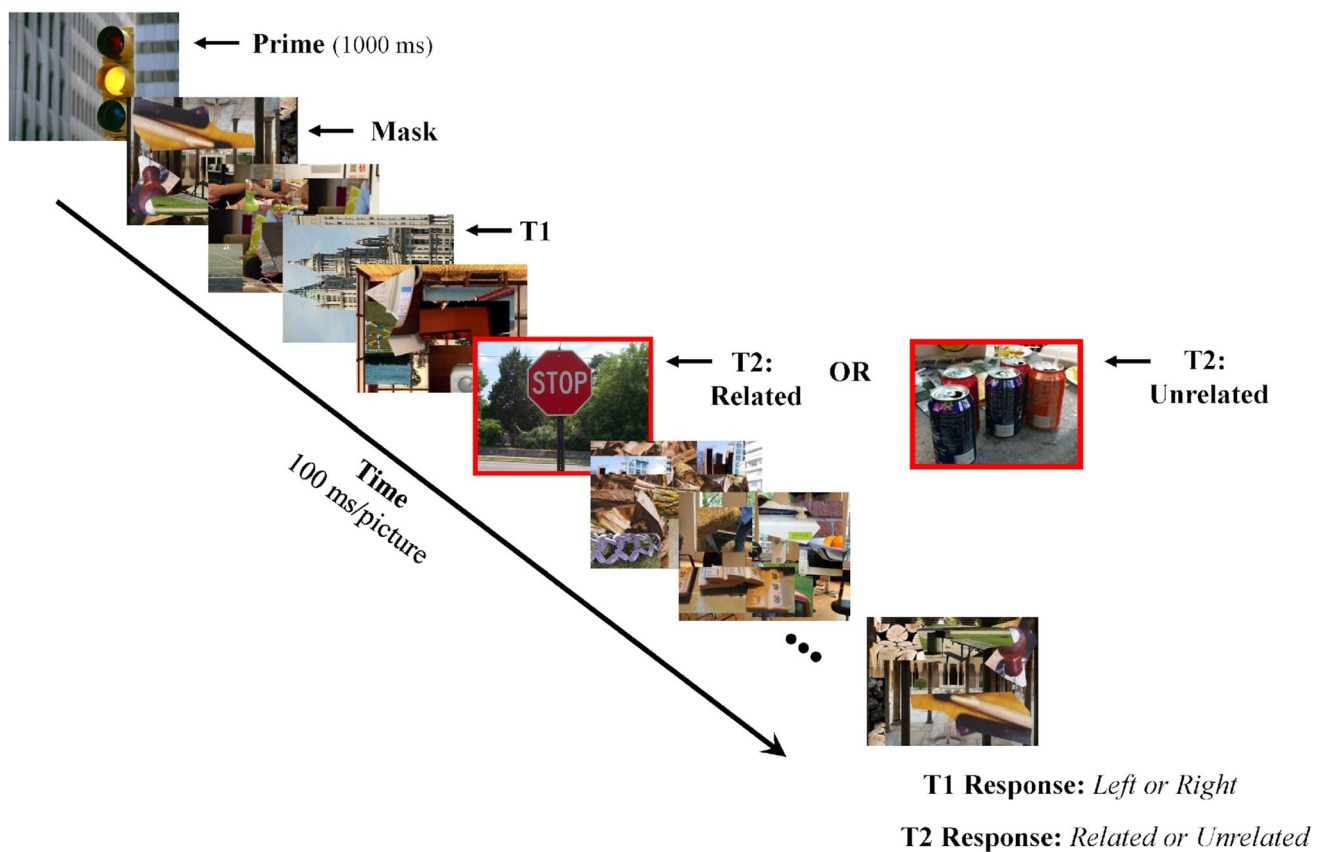 Prime (1000 ms)
Mask
T1
STOP
T2:
Related
OR
T2:
Unrelated
Time
100 ms/picture
T1 Response: Left or Right
T2 Response: Related or Unrelated